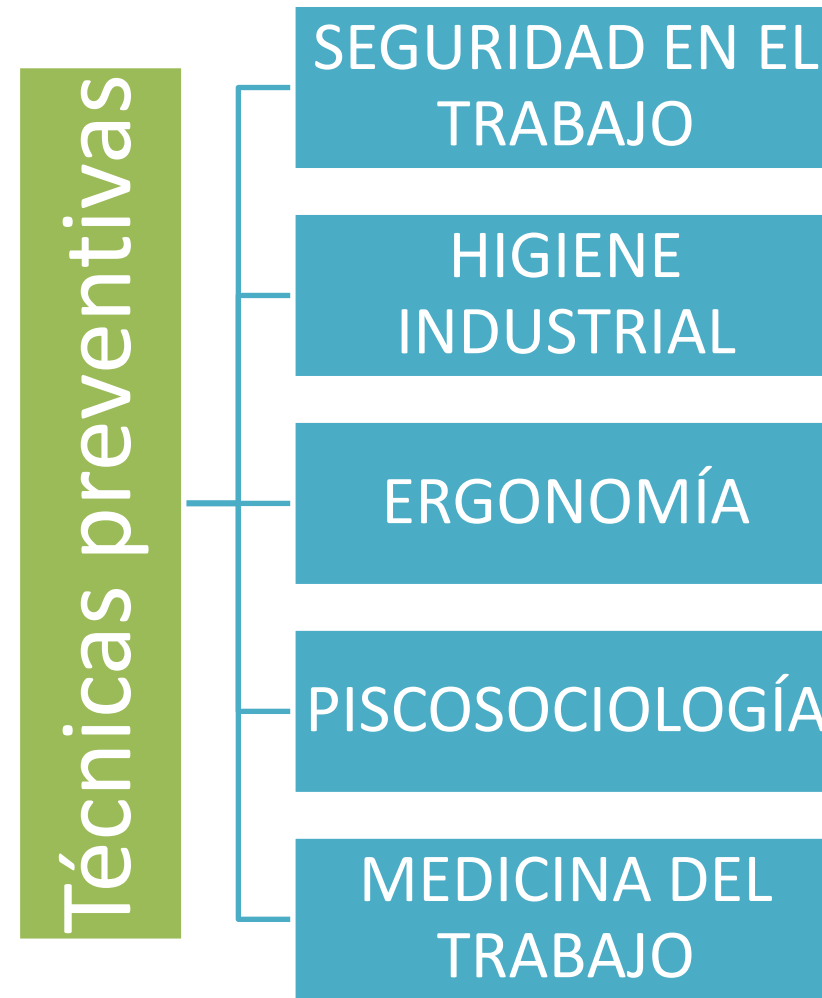 Técnicas preventivas
SEGURIDAD EN EL
TRABAJO
HIGIENE
INDUSTRIAL
ERGONOMÍA
PISCOSOCIOLOGÍA
MEDICINA DEL
TRABAJO